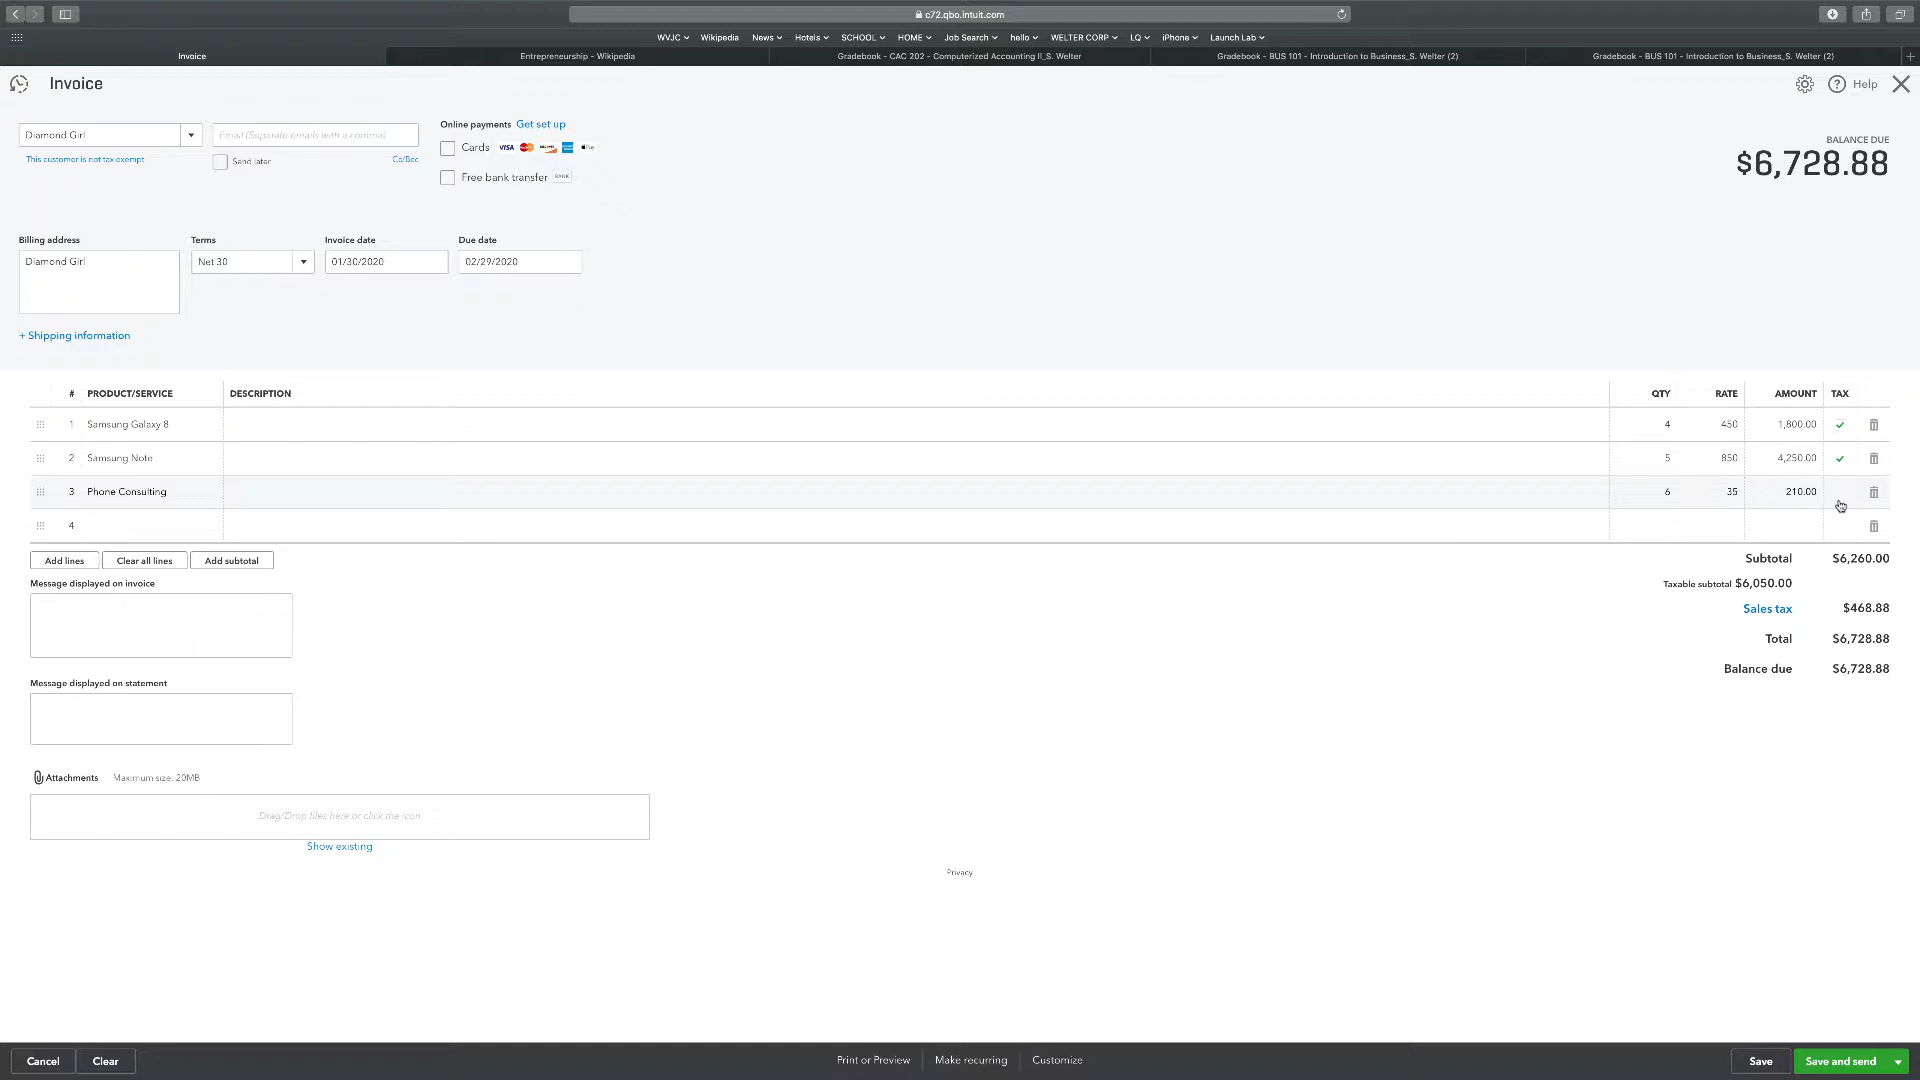 c72.qbo.intuit.com
WVJC Wikipedia News Hotels SCHOOL HOME Job Search hello WELTER CORP LQ iPhone Launch Lab
Invoice Entrepreneurship - Wikipedia Gradebook - CAC 202 - Computerized Accounting II_S. Welter Gradebook - BUS 101 - Introduction to Business_S. Welter (2) Gradebook - BUS 101 - Introduction to Business_S. Welter (2)
Invoice
Help
Diamond Girl
Email (Separate emails with a comma)
This customer is not tax exempt
Send later
Cc/Bcc
Online payments Get set up
Cards VISA Pay
Free bank transfer BANK
BALANCE DUE
$6,728.88
Billing address
Diamond Girl
Terms
Net 30
Invoice date
01/30/2020
Due date
02/29/2020
+ Shipping information
# PRODUCT/SERVICE DESCRIPTION QTY RATE AMOUNT TAX
1 Samsung Galaxy 8 4 450 1,800.00
2 Samsung Note 5 850 4,250.00
3 Phone Consulting 6 35 210.00
4
Add lines Clear all lines Add subtotal
Subtotal $6,260.00
Taxable subtotal $6,050.00
Sales tax $468.88
Total $6,728.88
Balance due $6,728.88
Message displayed on invoice
Message displayed on statement
Attachments Maximum size: 20MB
Drag/Drop files here or click the icon
Show existing
Privacy
Cancel Clear Print or Preview Make recurring Customize Save Save and send